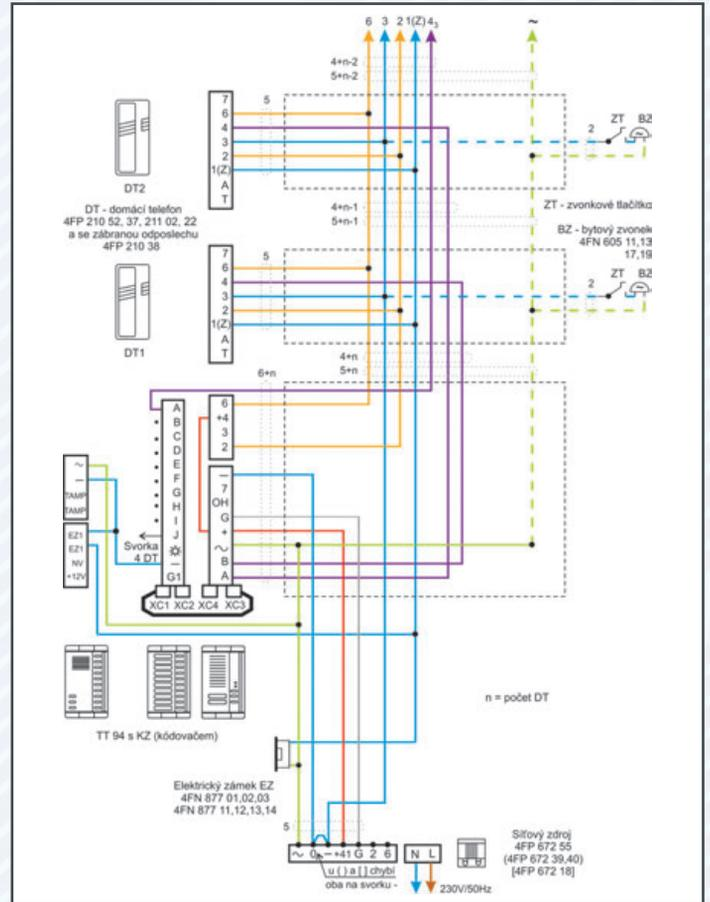 6 3 2 1(Z) 4₃ ~
4+n-2
5+n-2
7
6
4
3
2
1(Z)
A
T
5
2
ZT BZ
DT2
DT - domácí telefon
4FP 210 52, 37, 211 02, 22
a se zábranou odposlechu
4FP 210 38
4+n-1
5+n-1
ZT - zvonkové tlačítko
BZ - bytový zvonek
4FN 605 11,13
17,19
7
6
4
3
2
1(Z)
A
T
5
2
ZT BZ
DT1
4+n
5+n
6+n
A
B
C
D
E
F
G
H
I
J
–
G1
6
+4
3
2
–
7
OH
G
+
~
B
A
~
–
TAMP
TAMP
EZ1
EZ1
NV
+12V
Svorka
4 DT
XC1 XC2 XC4 XC3
n = počet DT
TT 94 s KZ (kódovačem)
Elektrický zámek EZ
4FN 877 01,02,03
4FN 877 11,12,13,14
5
~ 0 – +41 G 2 6
N L
u ( ) a [ ] chybí
oba na svorku -
230V/50Hz
Síťový zdroj
4FP 672 55
(4FP 672 39,40)
[4FP 672 18]